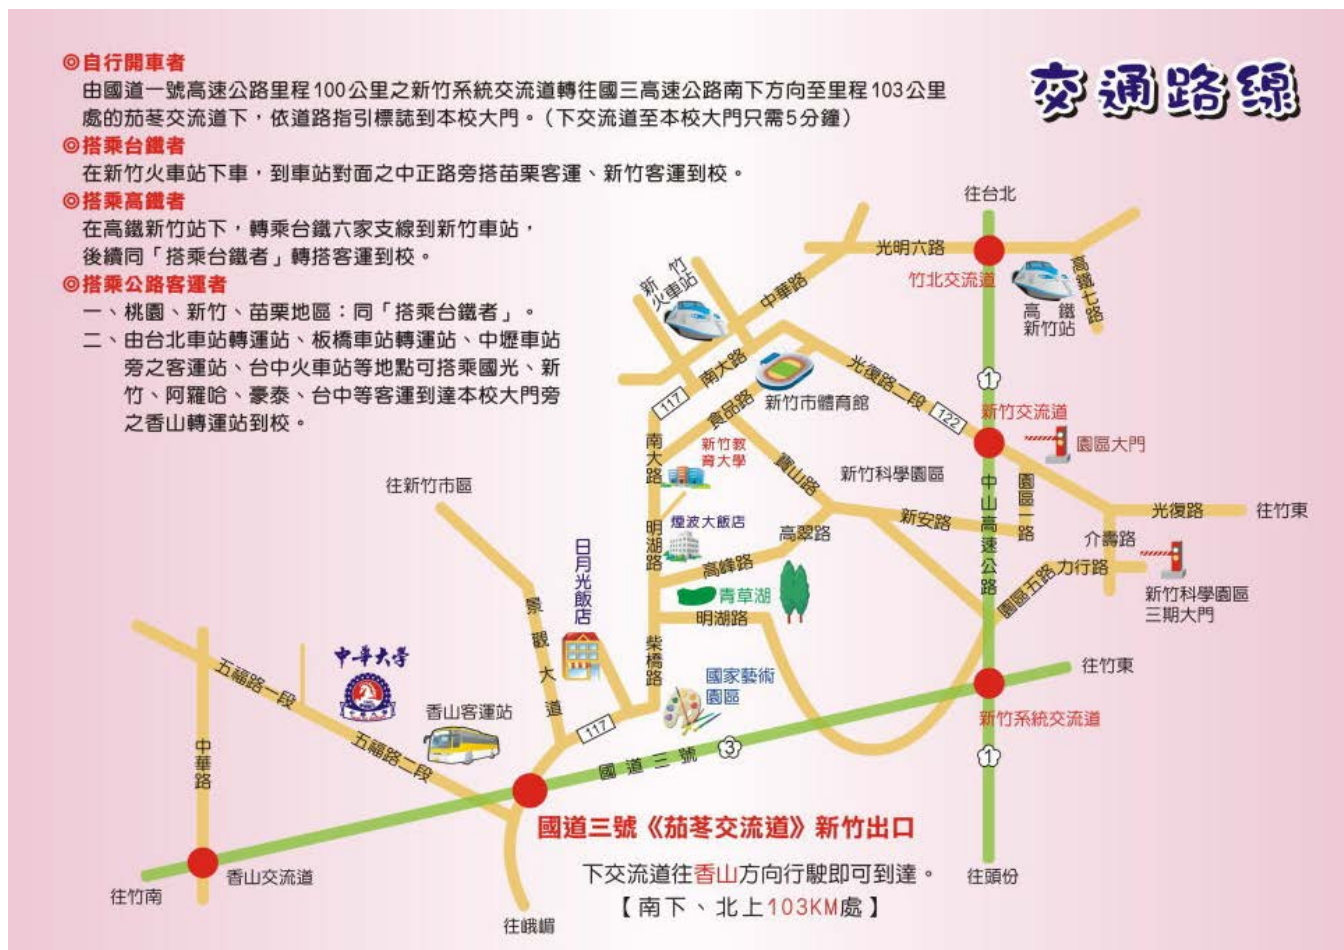 交通路線
◎自行開車者
由國道一號高速公路里程100公里之新竹系統交流道轉往國三高速公路南下方向至里程103公里
處的茄苳交流道下，依道路指引標誌到本校大門。（下交流道至本校大門只需5分鐘）
◎搭乘台鐵者
在新竹火車站下車，到車站對面之中正路旁搭苗栗客運、新竹客運到校。
◎搭乘高鐵者
在高鐵新竹站下，轉乘台鐵六家支線到新竹車站，
後續同「搭乘台鐵者」轉搭客運到校。
◎搭乘公路客運者
一、桃園、新竹、苗栗地區：同「搭乘台鐵者」。
二、由台北車站轉運站、板橋車站轉運站、中壢車站
旁之客運站、台中火車站等地點可搭乘國光、新
竹、阿羅哈、豪泰、台中等客運到達本校大門旁
之香山轉運站到校。
往台北
光明六路
竹北交流道
高鐵七路
高鐵
新竹站
新竹
火車站
中華路
南大路
117
食品路
新竹市體育館
光復路二段
122
1
新竹交流道
園區大門
南大路
新竹教
育大學
寶山路
新竹科學園區
中山高速公路
園區一路
往新竹市區
明湖路
煙波大飯店
高翠路
新安路
光復路
往竹東
介壽路
日月光飯店
高峰路
青草湖
明湖路
園區五路
力行路
新竹科學園區
三期大門
景觀大道
柴橋路
中華大學
五福路一段
國家藝術
園區
往竹東
香山客運站
117
新竹系統交流道
中華路
五福路二段
國道三號
3
1
國道三號《茄苳交流道》新竹出口
下交流道往香山方向行駛即可到達。
【南下、北上103KM處】
往頭份
香山交流道
往竹南
往峨嵋